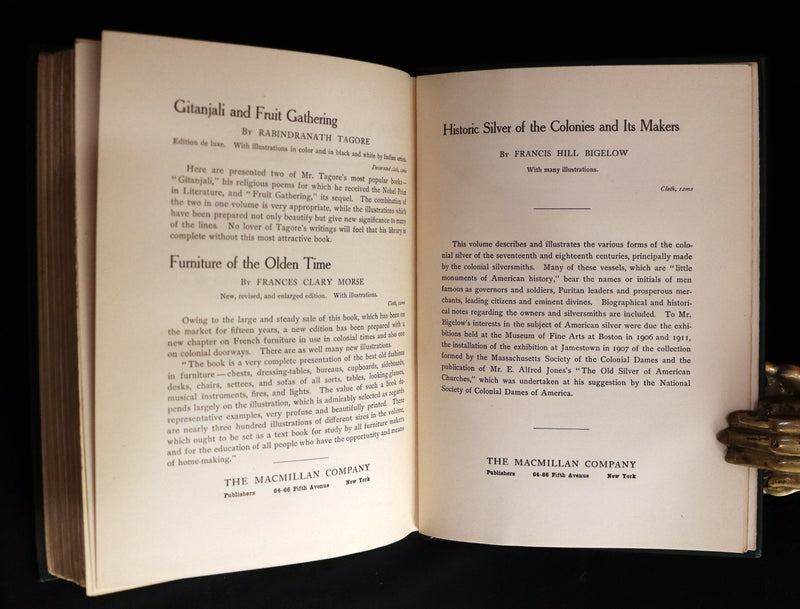 Gitanjali and Fruit Gathering
By RABINDRANATH TAGORE
Edition de luxe. With illustrations in color and in black and white by Indian artists.
Decorated cloth, 12mo
Here are presented two of Mr. Tagore's most popular books—
"Gitanjali," his religious poems for which he received the Nobel Prize
in Literature, and "Fruit Gathering," its sequel. The combination of
the two in one volume is very appropriate, while the illustrations which
have been prepared not only beautify but give new significance to many
of the lines. No lover of Tagore's writings will feel that his library is
complete without this most attractive book.
Furniture of the Olden Time
By FRANCES CLARY MORSE
New, revised, and enlarged edition. With illustrations.
Cloth, 12mo
Owing to the large and steady sale of this book, which has been on
the market for fifteen years, a new edition has been prepared with a
new chapter on French furniture in use in colonial times and also one
on colonial doorways. There are as well many new illustrations.
"The book is a very complete presentation of the best old fashions
in furniture—chests, dressing-tables, bureaus, cupboards, sideboards,
desks, chairs, settees, and sofas of all sorts, tables, looking-glasses,
musical instruments, fires, and lights. The value of such a book de-
pends largely on the illustration, which is admirably selected as regards
representative examples, very profuse and beautifully printed. There
are nearly three hundred illustrations of different sizes in the volume,
which ought to be set as a text book for study by all furniture makers
and for the education of all people who have the opportunity and means
of home-making."
THE MACMILLAN COMPANY
Publishers 64-66 Fifth Avenue New York
Historic Silver of the Colonies and Its Makers
By FRANCIS HILL BIGELOW
With many illustrations.
Cloth, 12mo
This volume describes and illustrates the various forms of the colo-
nial silver of the seventeenth and eighteenth centuries, principally made
by the colonial silversmiths. Many of these vessels, which are "little
monuments of American history," bear the names or initials of men
famous as governors and soldiers, Puritan leaders and prosperous mer-
chants, leading citizens and eminent divines. Biographical and histori-
cal notes regarding the owners and silversmiths are included. To Mr.
Bigelow's interests in the subject of American silver were due the exhi-
bitions held at the Museum of Fine Arts at Boston in 1906 and 1911,
the installation of the exhibition at Jamestown in 1907 of the collection
formed by the Massachusetts Society of the Colonial Dames and the
publication of Mr. E. Alfred Jones's "The Old Silver of American
Churches," which was undertaken at his suggestion by the National
Society of Colonial Dames of America.
THE MACMILLAN COMPANY
Publishers 64-66 Fifth Avenue New York